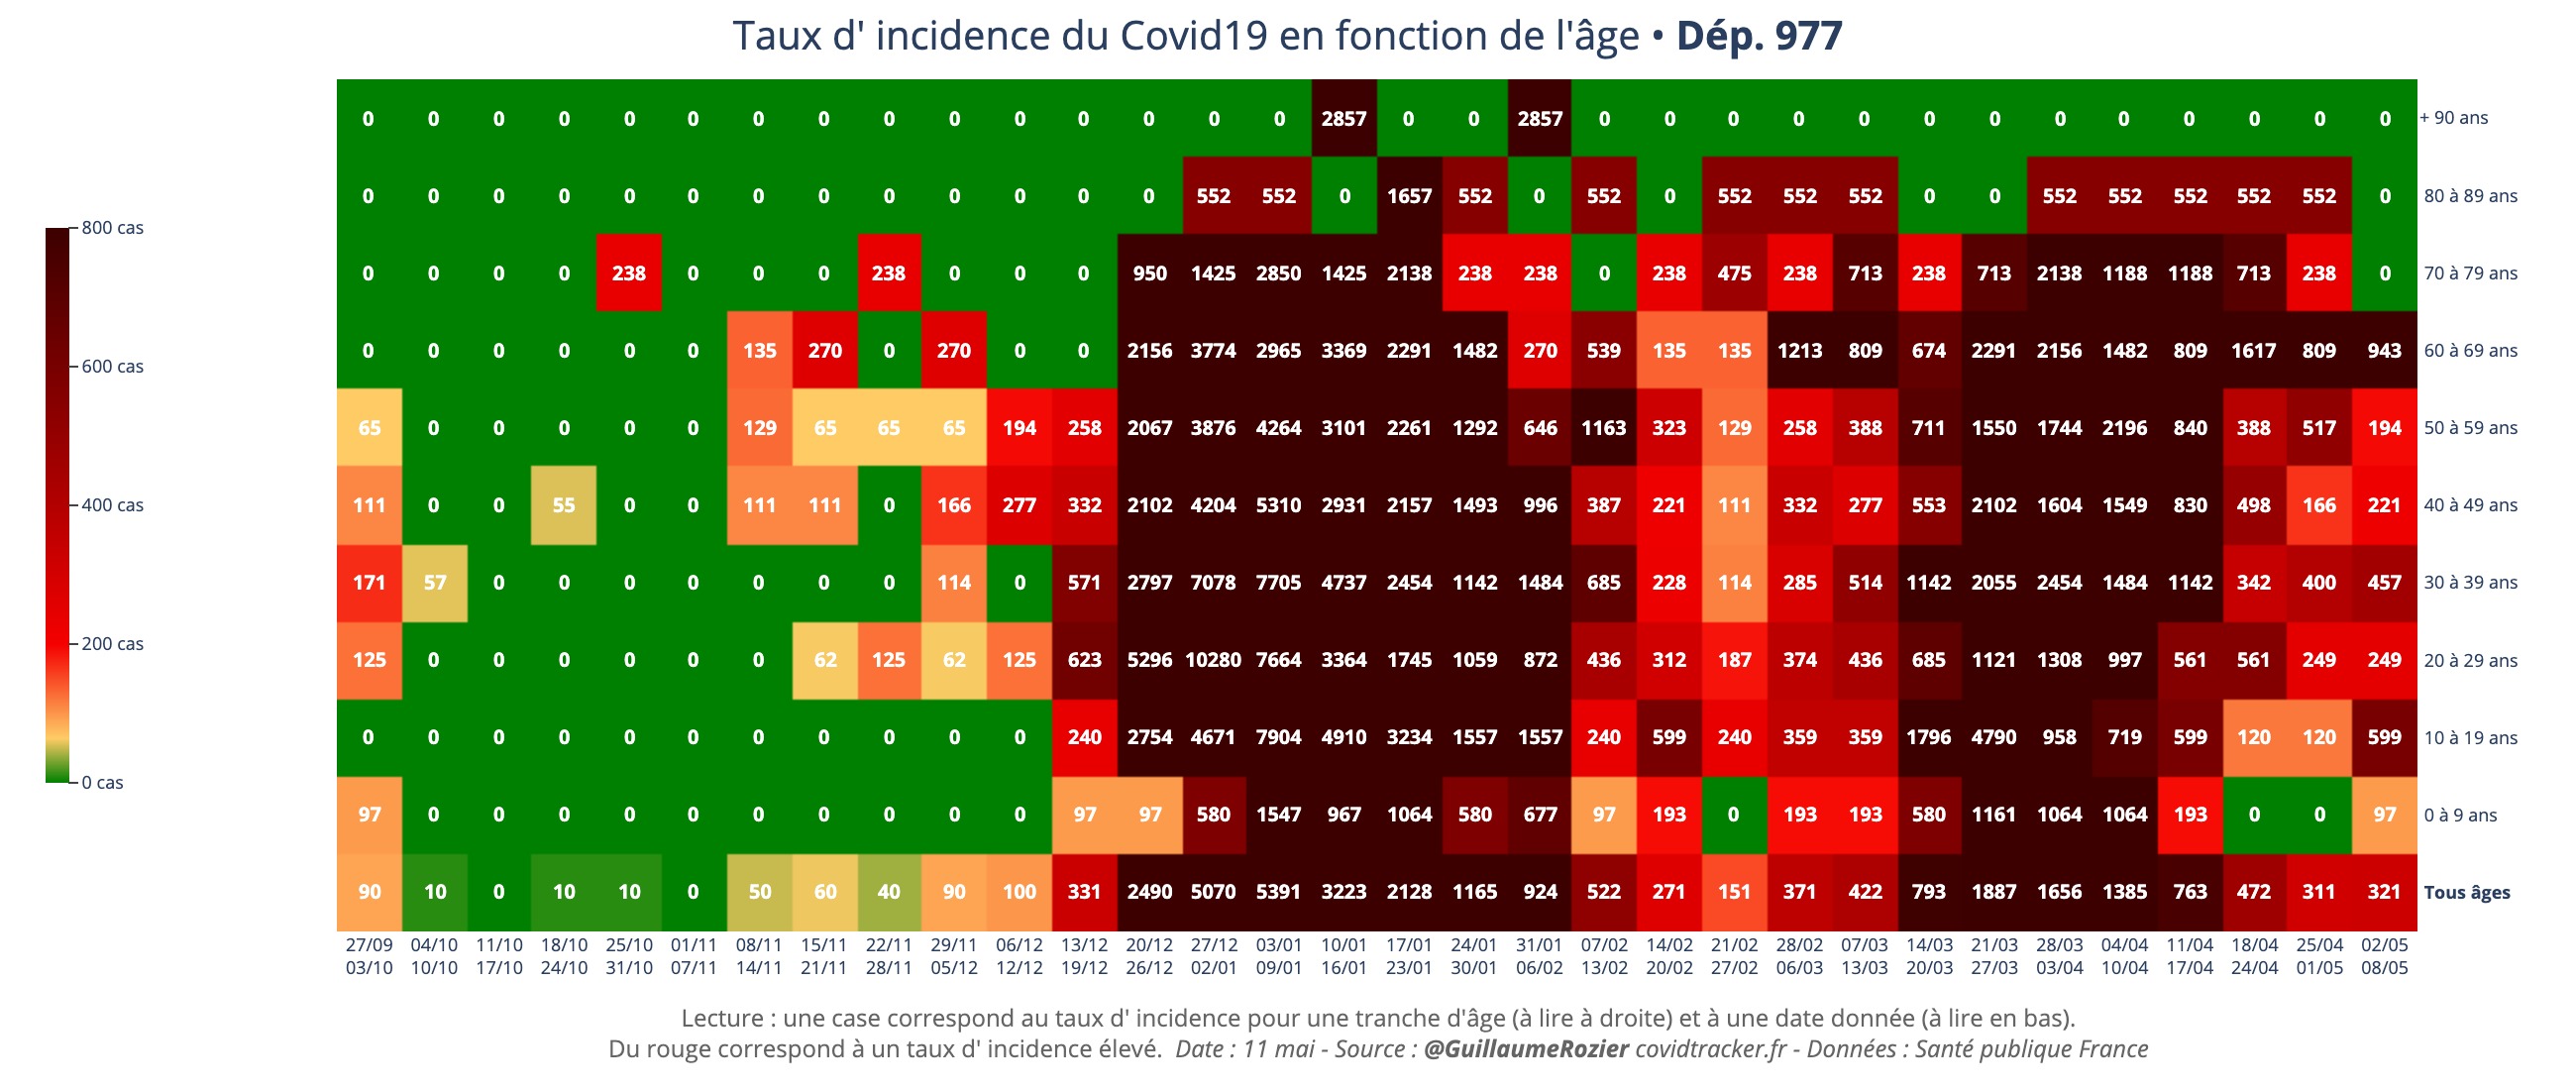 Taux d' incidence du Covid19 en fonction de l'âge • Dép. 977
800 cas
600 cas
400 cas
200 cas
0 cas
0 0 0 0 0 0 0 0 0 0 0 0 0 0 0 2857 0 0 2857 0 0 0 0 0 0 0 0 0 0 0 0 0 + 90 ans
0 0 0 0 0 0 0 0 0 0 0 0 0 552 552 0 1657 552 0 552 0 552 552 552 0 0 552 552 552 552 552 0 80 à 89 ans
0 0 0 0 238 0 0 0 238 0 0 0 950 1425 2850 1425 2138 238 238 0 238 475 238 713 238 713 2138 1188 1188 713 238 0 70 à 79 ans
0 0 0 0 0 0 135 270 0 270 0 0 2156 3774 2965 3369 2291 1482 270 539 135 135 1213 809 674 2291 2156 1482 809 1617 809 943 60 à 69 ans
65 0 0 0 0 0 129 65 65 65 194 258 2067 3876 4264 3101 2261 1292 646 1163 323 129 258 388 711 1550 1744 2196 840 388 517 194 50 à 59 ans
111 0 0 55 0 0 111 111 0 166 277 332 2102 4204 5310 2931 2157 1493 996 387 221 111 332 277 553 2102 1604 1549 830 498 166 221 40 à 49 ans
171 57 0 0 0 0 0 0 0 114 0 571 2797 7078 7705 4737 2454 1142 1484 685 228 114 285 514 1142 2055 2454 1484 1142 342 400 457 30 à 39 ans
125 0 0 0 0 0 0 62 125 62 125 623 5296 10280 7664 3364 1745 1059 872 436 312 187 374 436 685 1121 1308 997 561 561 249 249 20 à 29 ans
0 0 0 0 0 0 0 0 0 0 0 240 2754 4671 7904 4910 3234 1557 1557 240 599 240 359 359 1796 4790 958 719 599 120 120 599 10 à 19 ans
97 0 0 0 0 0 0 0 0 0 0 97 97 580 1547 967 1064 580 677 97 193 0 193 193 580 1161 1064 1064 193 0 0 97 0 à 9 ans
90 10 0 10 10 0 50 60 40 90 100 331 2490 5070 5391 3223 2128 1165 924 522 271 151 371 422 793 1887 1656 1385 763 472 311 321 Tous âges
27/09 04/10 11/10 18/10 25/10 01/11 08/11 15/11 22/11 29/11 06/12 13/12 20/12 27/12 03/01 10/01 17/01 24/01 31/01 07/02 14/02 21/02 28/02 07/03 14/03 21/03 28/03 04/04 11/04 18/04 25/04 02/05
03/10 10/10 17/10 24/10 31/10 07/11 14/11 21/11 28/11 05/12 12/12 19/12 26/12 02/01 09/01 16/01 23/01 30/01 06/02 13/02 20/02 27/02 06/03 13/03 20/03 27/03 03/04 10/04 17/04 24/04 01/05 08/05
Lecture : une case correspond au taux d' incidence pour une tranche d'âge (à lire à droite) et à une date donnée (à lire en bas).
Du rouge correspond à un taux d' incidence élevé. Date : 11 mai - Source : @GuillaumeRozier covidtracker.fr - Données : Santé publique France